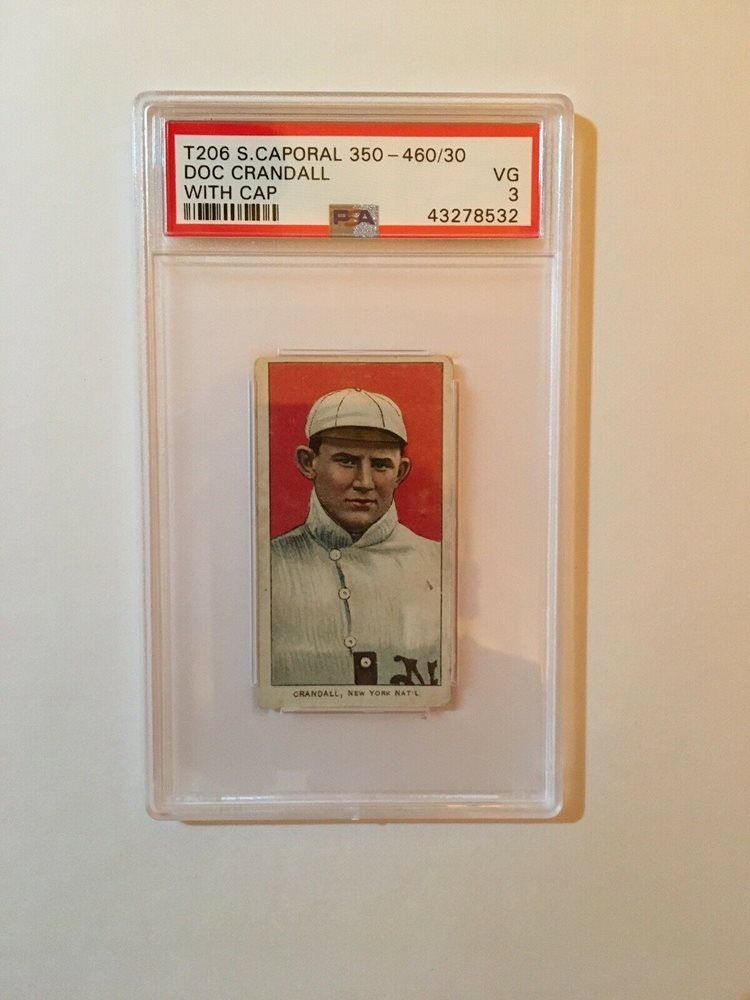 T206 S.CAPORAL 350-460/30
DOC CRANDALL VG
WITH CAP 3
PSA 43278532
N
CRANDALL, NEW YORK NAT'L